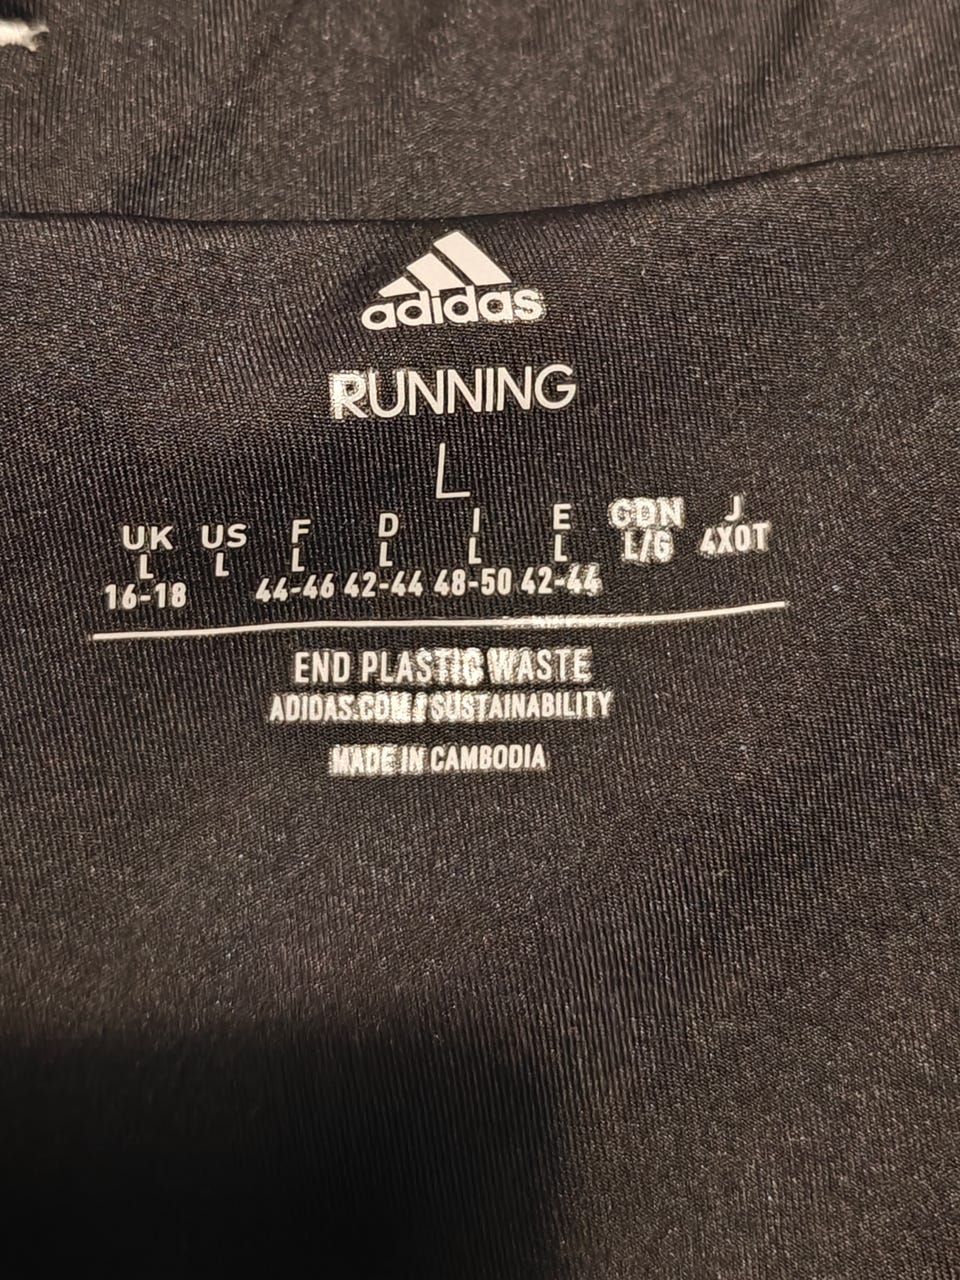 adidas
RUNNING
L
UK US F D I E CDN J
L L L L L L L/G 4XOT
16-18 44-46 42-44 48-50 42-44
END PLASTIC WASTE
ADIDAS.COM/SUSTAINABILITY
MADE IN CAMBODIA